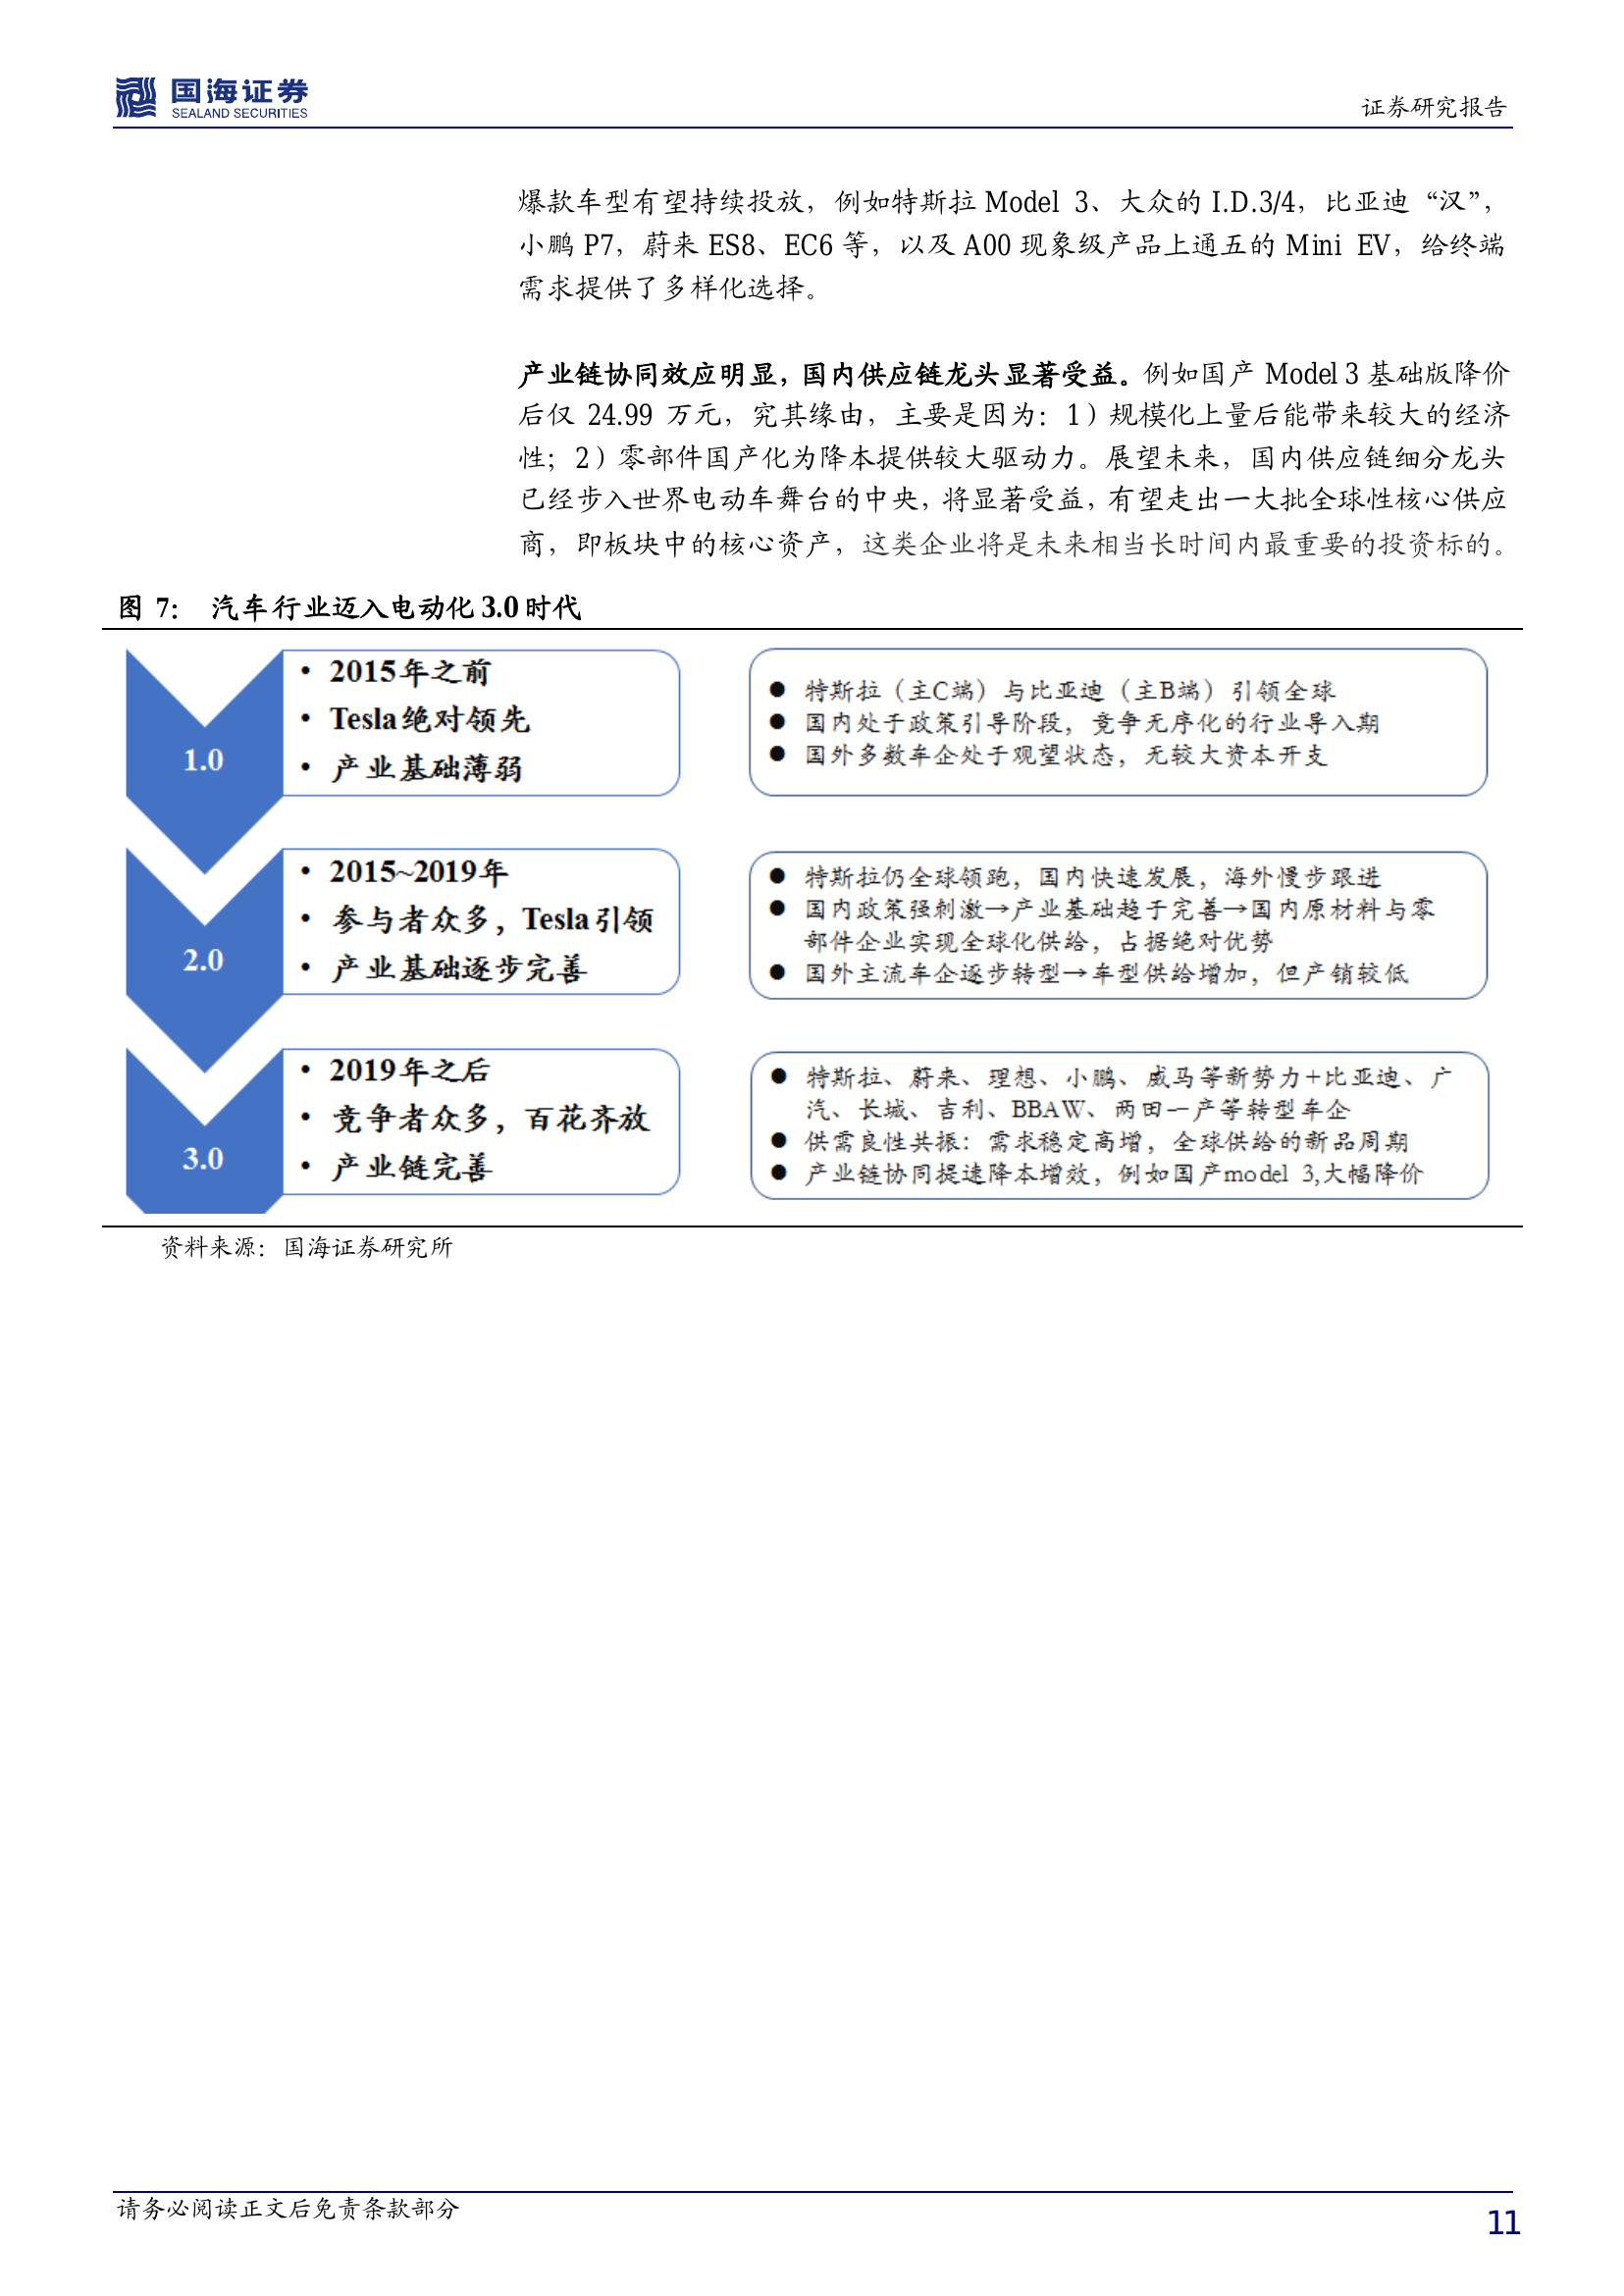 国海证券
SEALAND SECURITIES
证券研究报告
爆款车型有望持续投放，例如特斯拉 Model 3、大众的 I.D.3/4，比亚迪“汉”，
小鹏 P7，蔚来 ES8、EC6 等，以及 A00 现象级产品上通五的 Mini EV，给终端
需求提供了多样化选择。
产业链协同效应明显，国内供应链龙头显著受益。例如国产 Model 3 基础版降价
后仅 24.99 万元，究其缘由，主要是因为：1）规模化上量后能带来较大的经济
性；2）零部件国产化为降本提供较大驱动力。展望未来，国内供应链细分龙头
已经步入世界电动车舞台的中央，将显著受益，有望走出一大批全球性核心供应
商，即板块中的核心资产，这类企业将是未来相当长时间内最重要的投资标的。
图 7： 汽车行业迈入电动化 3.0 时代
1.0
• 2015年之前
• Tesla绝对领先
• 产业基础薄弱
● 特斯拉（主C端）与比亚迪（主B端）引领全球
● 国内处于政策引导阶段，竞争无序化的行业导入期
● 国外多数车企处于观望状态，无较大资本开支
2.0
• 2015~2019年
• 参与者众多，Tesla引领
• 产业基础逐步完善
● 特斯拉仍全球领跑，国内快速发展，海外慢步跟进
● 国内政策强刺激→产业基础趋于完善→国内原材料与零
部件企业实现全球化供给，占据绝对优势
● 国外主流车企逐步转型→车型供给增加，但产销较低
3.0
• 2019年之后
• 竞争者众多，百花齐放
• 产业链完善
● 特斯拉、蔚来、理想、小鹏、威马等新势力+比亚迪、广
汽、长城、吉利、BBAW、两田一产等转型车企
● 供需良性共振：需求稳定高增，全球供给的新品周期
● 产业链协同提速降本增效，例如国产model 3,大幅降价
资料来源：国海证券研究所
请务必阅读正文后免责条款部分
11